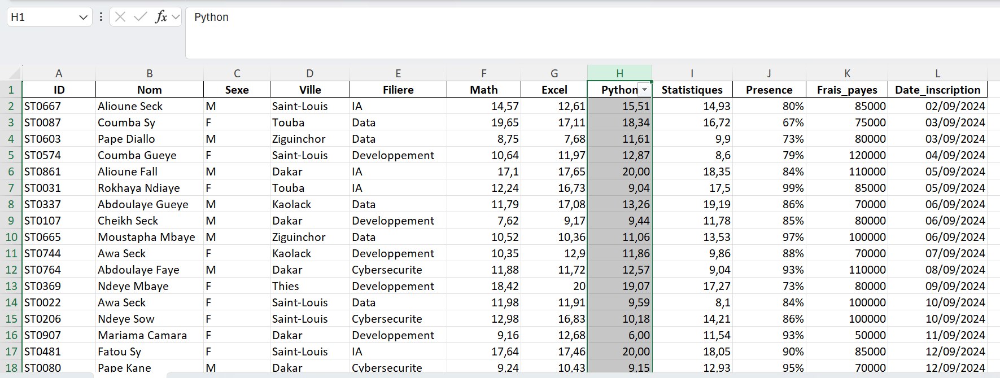 H1 fx Python
A B C D E F G H I J K L
1 ID Nom Sexe Ville Filiere Math Excel Python Statistiques Presence Frais_payes Date_inscription
2 ST0667 Alioune Seck M Saint-Louis IA 14,57 12,61 15,51 14,93 80% 85000 02/09/2024
3 ST0087 Coumba Sy F Touba Data 19,65 17,11 18,34 16,72 67% 75000 03/09/2024
4 ST0603 Pape Diallo M Ziguinchor Data 8,75 7,68 11,61 9,9 73% 80000 03/09/2024
5 ST0574 Coumba Gueye F Saint-Louis Developpement 10,64 11,97 12,87 8,6 79% 120000 04/09/2024
6 ST0861 Alioune Fall M Dakar IA 17,1 17,65 20,00 18,35 84% 110000 05/09/2024
7 ST0031 Rokhaya Ndiaye F Touba IA 12,24 16,73 9,04 17,5 99% 85000 05/09/2024
8 ST0337 Abdoulaye Gueye M Kaolack Data 11,79 17,08 13,26 19,19 86% 70000 06/09/2024
9 ST0107 Cheikh Seck M Dakar Developpement 7,62 9,17 9,44 11,78 85% 80000 06/09/2024
10 ST0665 Moustapha Mbaye M Ziguinchor Data 10,52 10,36 11,06 13,53 97% 100000 06/09/2024
11 ST0744 Awa Seck F Kaolack Developpement 10,35 12,9 11,86 9,86 88% 70000 07/09/2024
12 ST0764 Abdoulaye Faye M Dakar Cybersecurite 11,88 11,72 12,57 9,04 93% 110000 08/09/2024
13 ST0369 Ndeye Mbaye F Thies Developpement 18,42 20 19,07 17,27 73% 80000 09/09/2024
14 ST0022 Awa Seck F Saint-Louis Data 11,98 11,91 9,59 8,1 84% 100000 10/09/2024
15 ST0206 Ndeye Sow F Saint-Louis Cybersecurite 12,98 16,83 10,18 14,21 86% 100000 10/09/2024
16 ST0907 Mariama Camara F Dakar Developpement 9,16 12,68 6,00 11,54 93% 50000 11/09/2024
17 ST0481 Fatou Sy F Saint-Louis IA 17,64 17,46 20,00 18,05 90% 85000 12/09/2024
18 ST0080 Pape Kane M Dakar Cybersecurite 9,24 10,43 9,15 12,93 95% 70000 12/09/2024